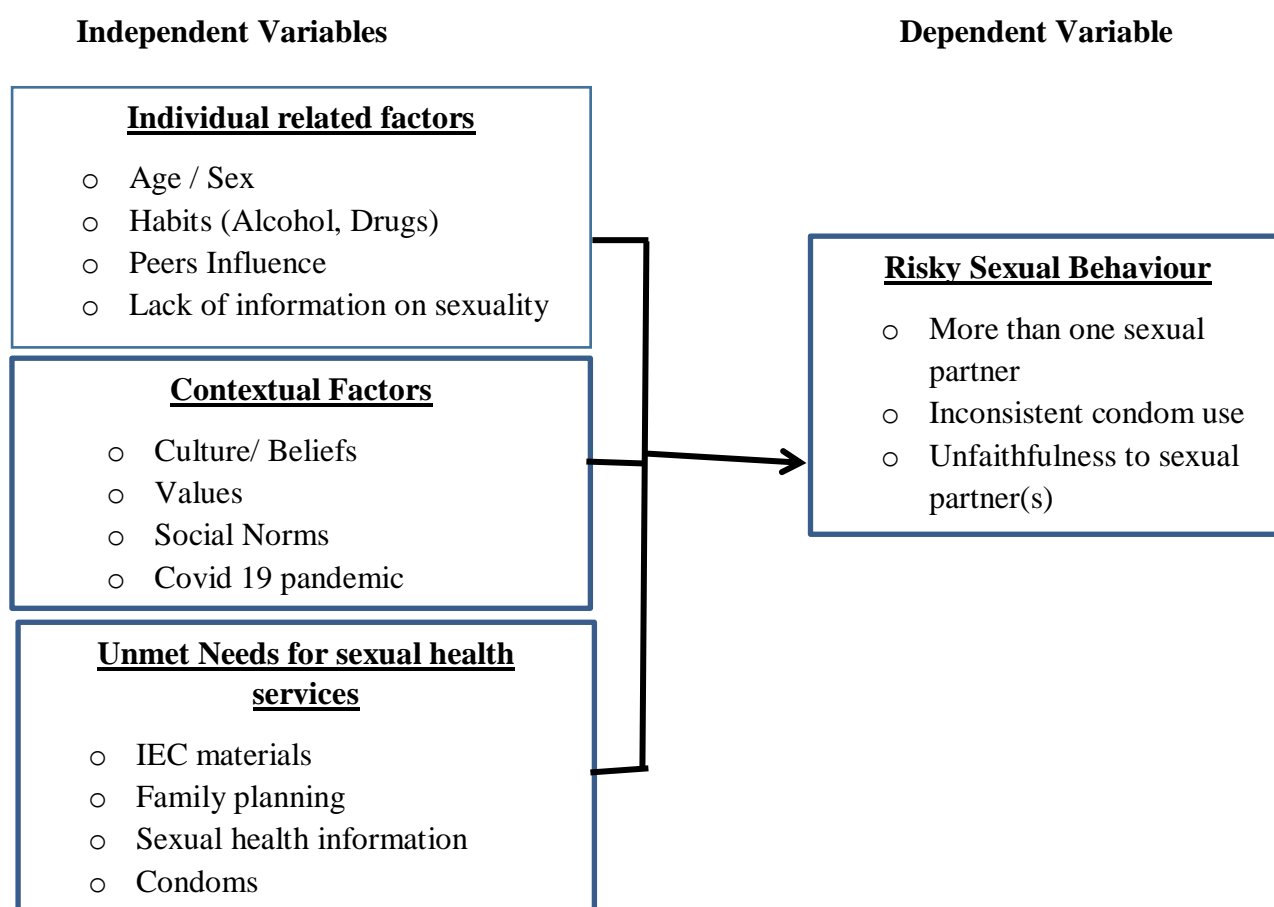 Independent Variables
Dependent Variable
Individual related factors
o Age / Sex
o Habits (Alcohol, Drugs)
o Peers Influence
o Lack of information on sexuality
Contextual Factors
o Culture/ Beliefs
o Values
o Social Norms
o Covid 19 pandemic
Unmet Needs for sexual health
services
o IEC materials
o Family planning
o Sexual health information
o Condoms
Risky Sexual Behaviour
o More than one sexual
partner
o Inconsistent condom use
o Unfaithfulness to sexual
partner(s)